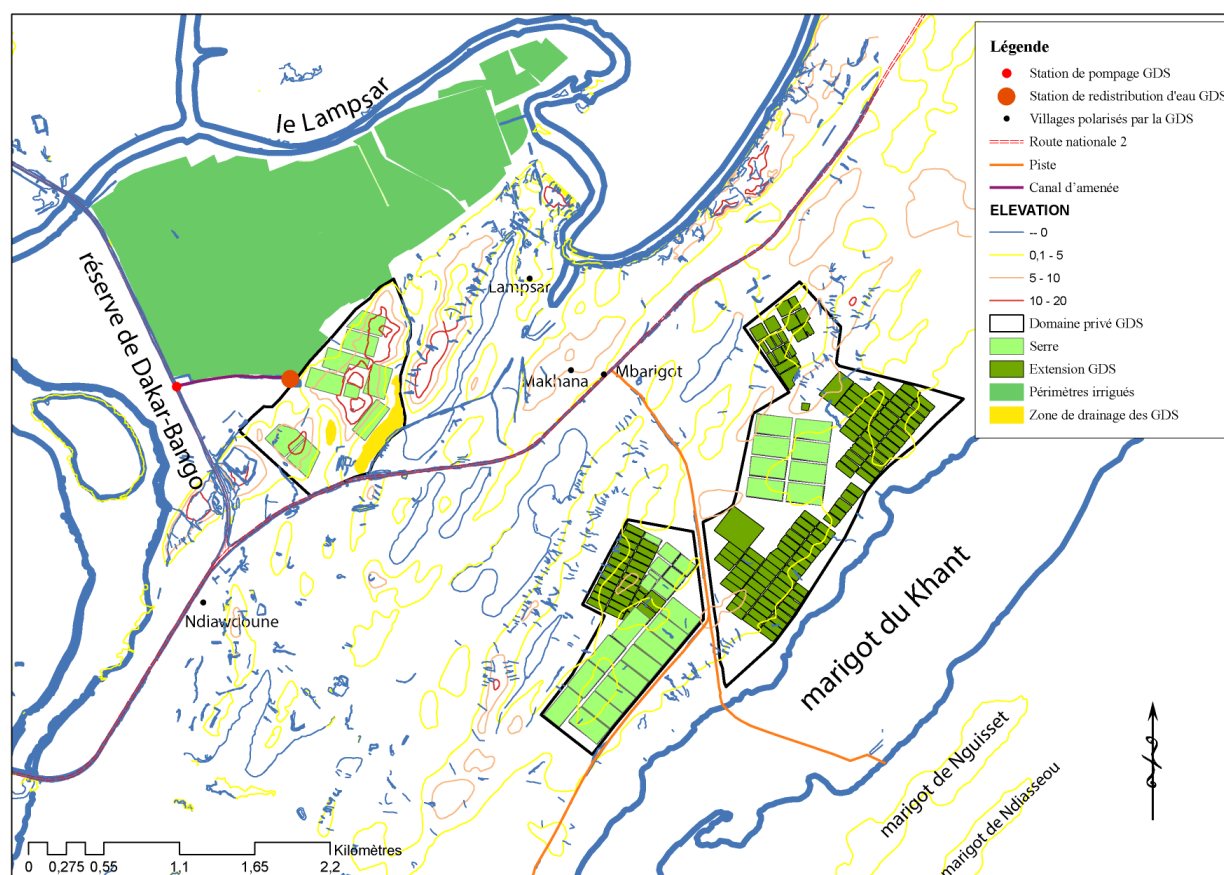 le Lampsar
réserve de Dakar-Bango
Lampsar
Makhana
Mbarigot
Ndiawdoune
marigot du Khant
marigot de Nguisset
marigot de Ndiasseou
Légende
Station de pompage GDS
Station de redistribution d'eau GDS
Villages polarisés par la GDS
Route nationale 2
Piste
Canal d'amenée
ELEVATION
-- 0
0,1 - 5
5 - 10
10 - 20
Domaine privé GDS
Serre
Extension GDS
Périmètres irrigués
Zone de drainage des GDS
Kilomètres
0 0,275 0,55 1,1 1,65 2,2